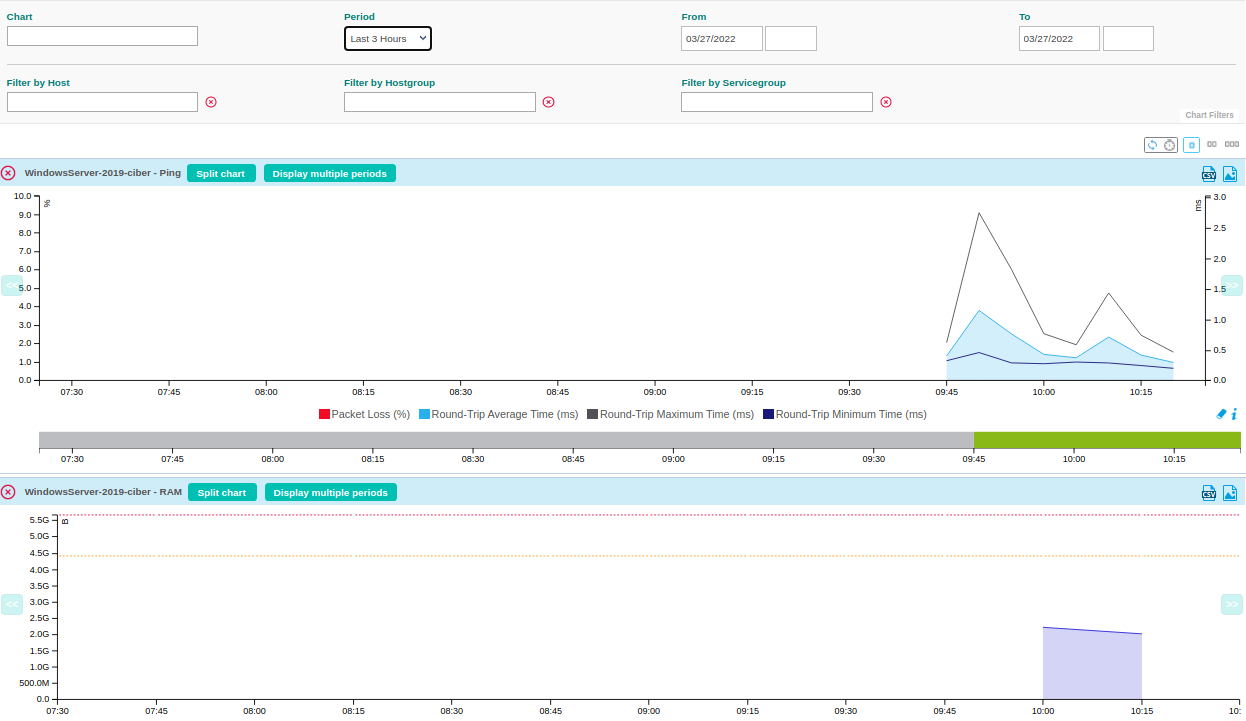 Chart
Period
From
To
Last 3 Hours
03/27/2022
03/27/2022
Filter by Host
Filter by Hostgroup
Filter by Servicegroup
Chart Filters
WindowsServer-2019-ciber - Ping
Split chart
Display multiple periods
CSV
10.0
9.0
8.0
7.0
6.0
5.0
4.0
3.0
2.0
1.0
0.0
%
ms
3.0
2.5
2.0
1.5
1.0
0.5
0.0
<<
>>
07:30 07:45 08:00 08:15 08:30 08:45 09:00 09:15 09:30 09:45 10:00 10:15
Packet Loss (%) Round-Trip Average Time (ms) Round-Trip Maximum Time (ms) Round-Trip Minimum Time (ms)
07:30 07:45 08:00 08:15 08:30 08:45 09:00 09:15 09:30 09:45 10:00 10:15
WindowsServer-2019-ciber - RAM
Split chart
Display multiple periods
CSV
5.5G
5.0G
4.5G
4.0G
3.5G
3.0G
2.5G
2.0G
1.5G
1.0G
500.0M
0.0
B
<<
>>
07:30 07:45 08:00 08:15 08:30 08:45 09:00 09:15 09:30 09:45 10:00 10:15 10: